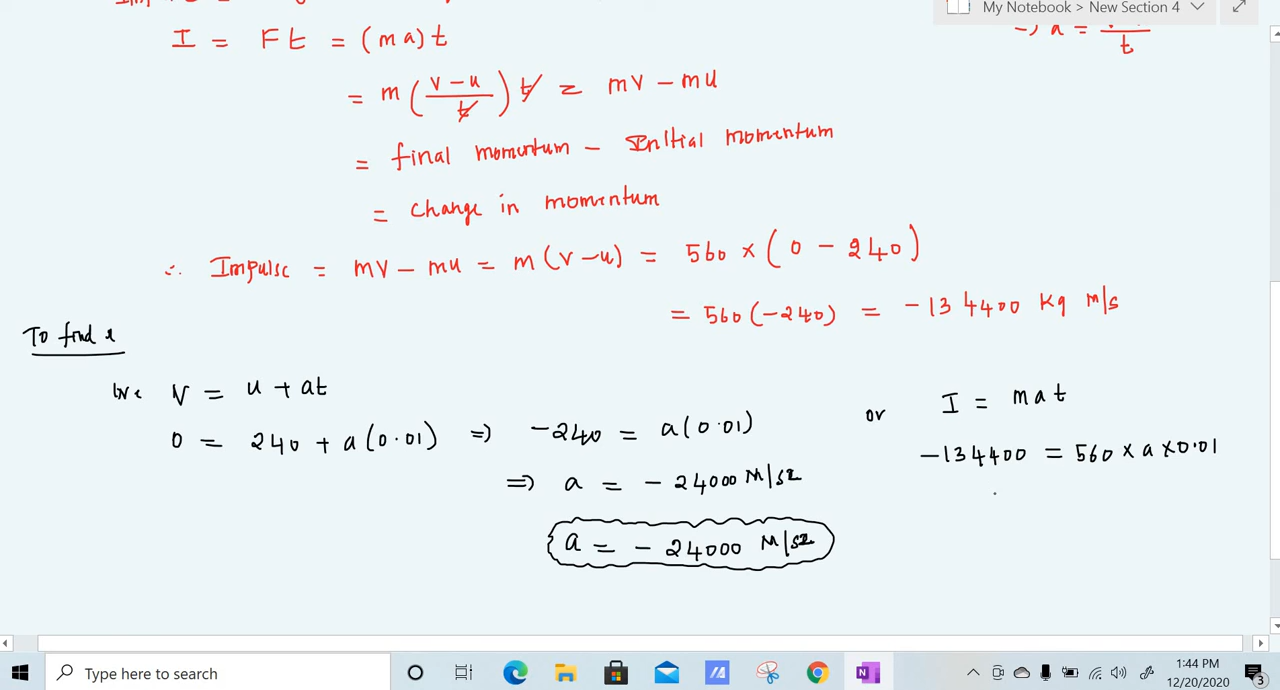 My Notebook > New Section 4
I = Ft = (ma)t
t
= m(v-u/t)t = mv - mu
= final momentum - Initial momentum
= change in momentum
∴ Impulse = mv - mu = m(v-u) = 560 × (0 - 240)
= 560(-240) = -134400 Kg m/s
To find
We V = u + at
0 = 240 + a(0.01) ⇒ -240 = a(0.01)
⇒ a = -24000 M/s2
a = -24000 M/s2
or I = mat
-134400 = 560 × a × 0.01
Type here to search
1:44 PM
12/20/2020
3